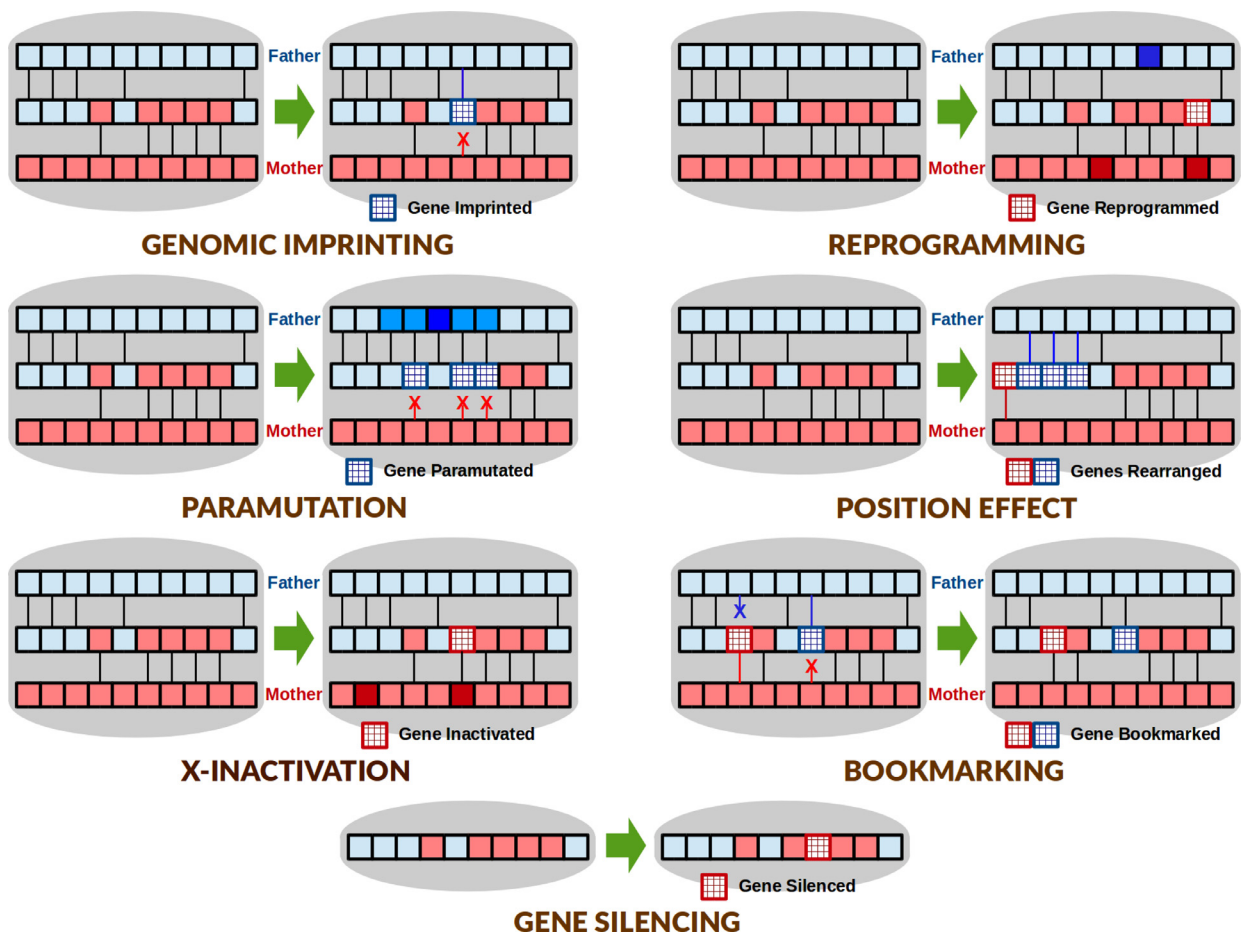 Father
Mother
Gene Imprinted
GENOMIC IMPRINTING
Father
Mother
Gene Reprogrammed
REPROGRAMMING
Father
X X X
Mother
Gene Paramutated
PARAMUTATION
Father
Mother
Genes Rearranged
POSITION EFFECT
Father
Mother
Gene Inactivated
X-INACTIVATION
Father
X
X
Mother
Gene Bookmarked
BOOKMARKING
Gene Silenced
GENE SILENCING